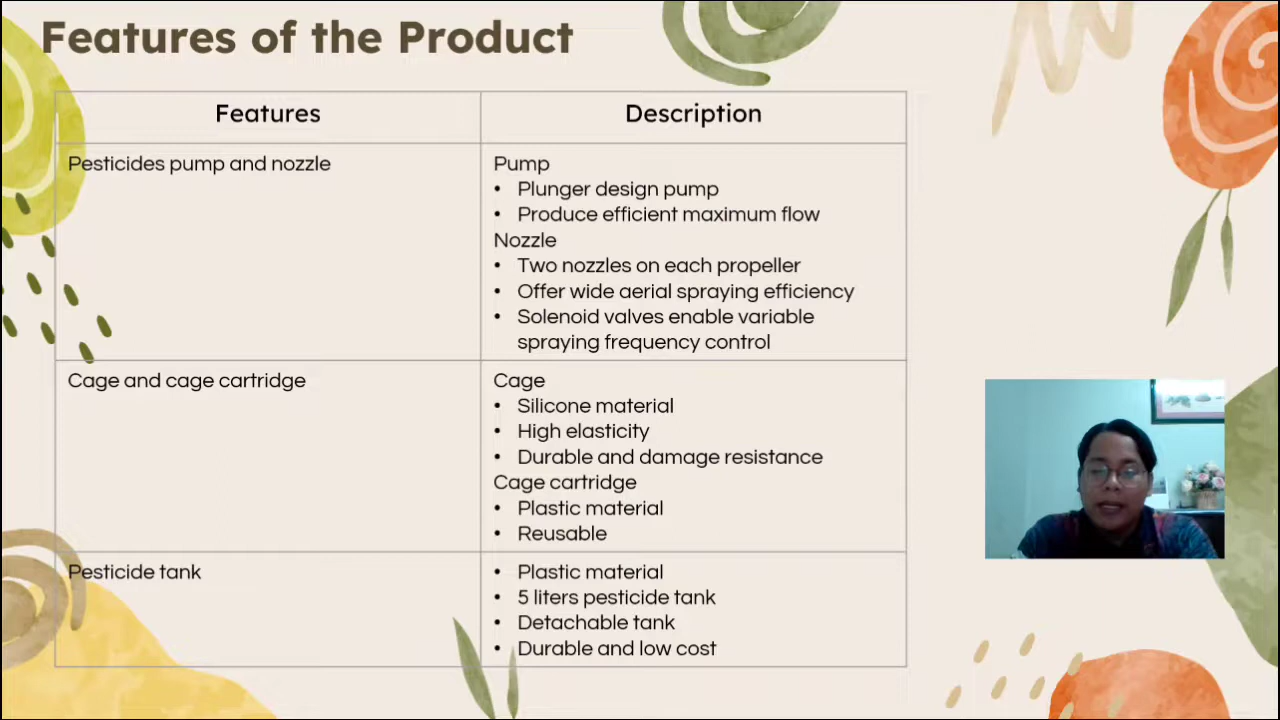 Features of the Product
Features
Description
Pesticides pump and nozzle
Pump
• Plunger design pump
• Produce efficient maximum flow
Nozzle
• Two nozzles on each propeller
• Offer wide aerial spraying efficiency
• Solenoid valves enable variable
spraying frequency control
Cage and cage cartridge
Cage
• Silicone material
• High elasticity
• Durable and damage resistance
Cage cartridge
• Plastic material
• Reusable
Pesticide tank
• Plastic material
• 5 liters pesticide tank
• Detachable tank
• Durable and low cost